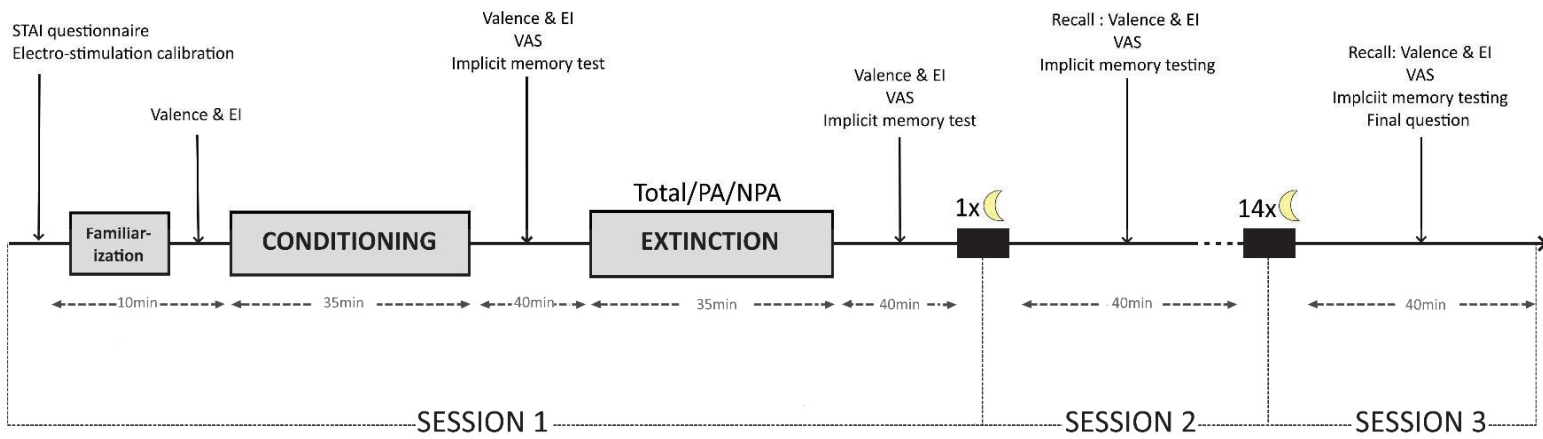 STAI questionnaire
Electro-stimulation calibration
Valence & EI
Valence & EI
VAS
Implicit memory test
Valence & EI
VAS
Implicit memory test
Recall : Valence & EI
VAS
Implicit memory testing
Recall: Valence & EI
VAS
Implciit memory testing
Final question
Familiar-
ization
CONDITIONING
Total/PA/NPA
EXTINCTION
1x
14x
10min
35min
40min
35min
40min
40min
40min
SESSION 1
SESSION 2
SESSION 3